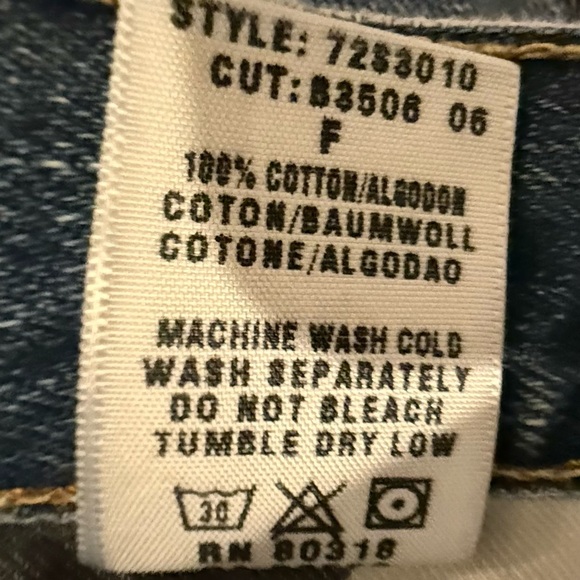 STYLE: 7283010
CUT: B3506 06
F
100% COTTON/ALGODON
COTON/BAUMWOLL
COTONE/ALGODAO
MACHINE WASH COLD
WASH SEPARATELY
DO NOT BLEACH
TUMBLE DRY LOW
30
RN 80318